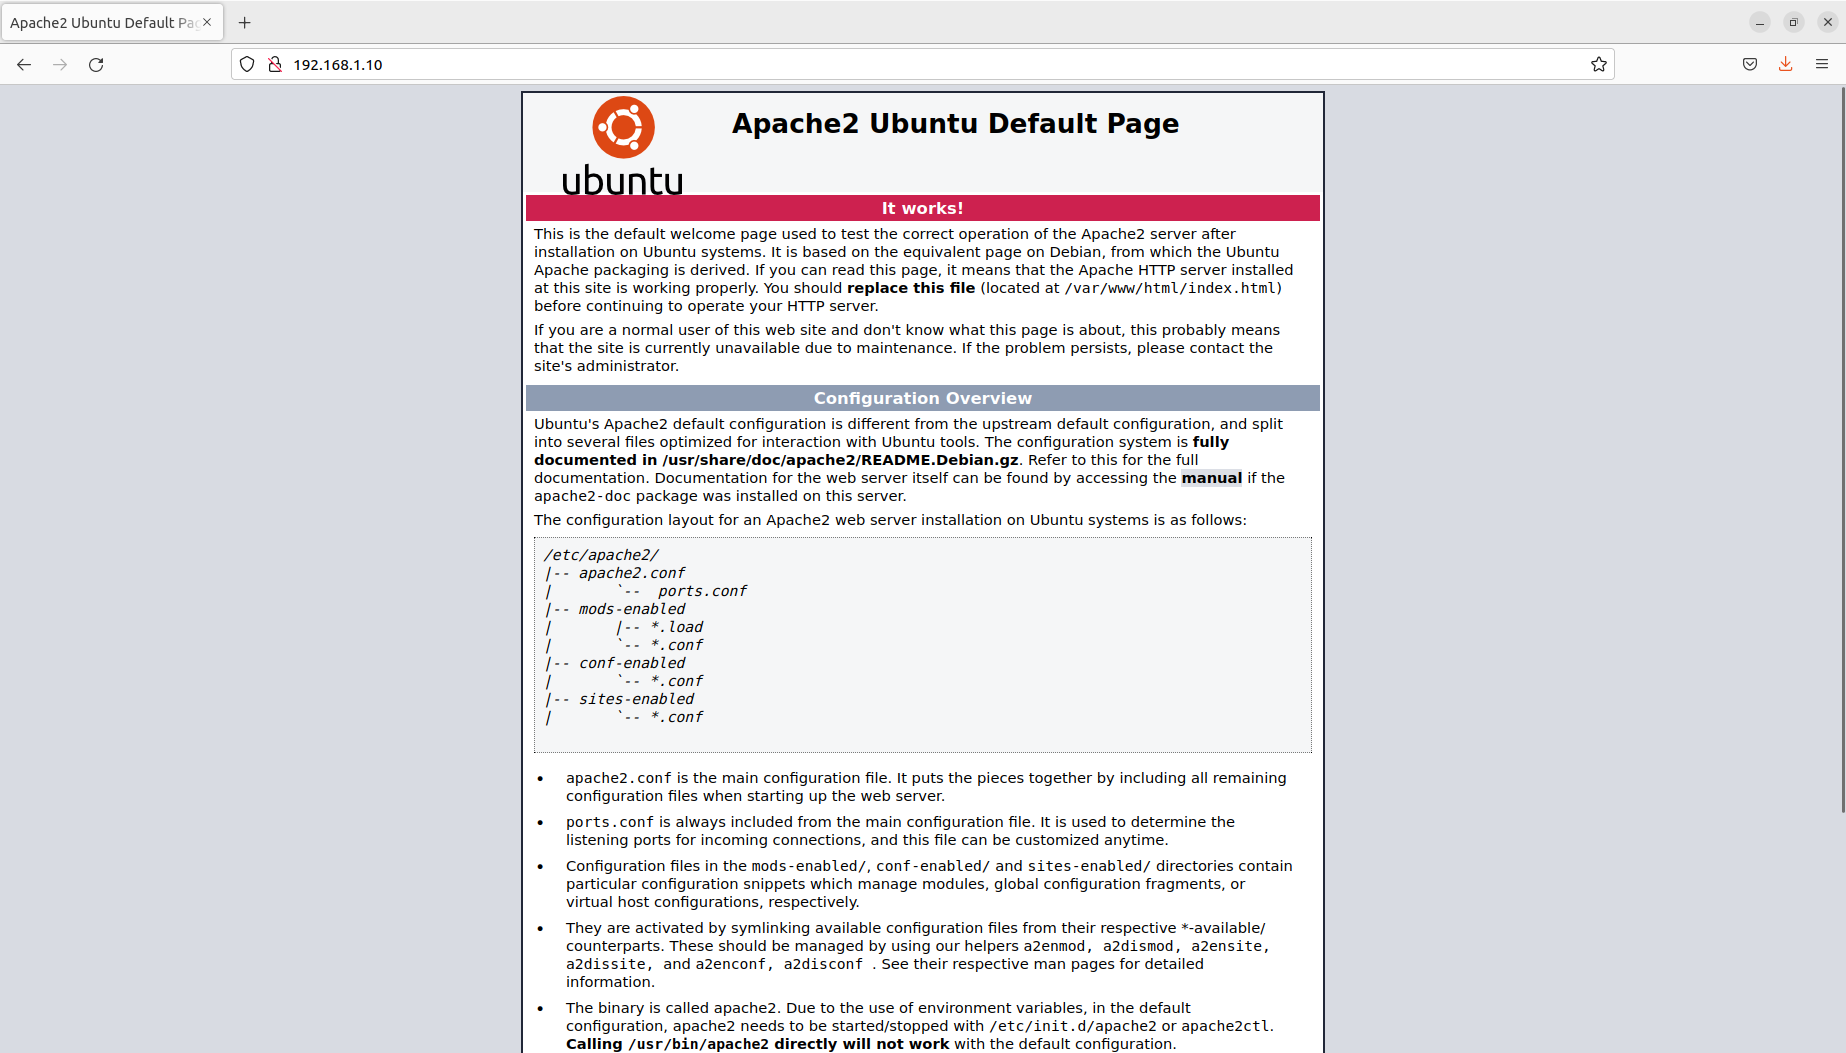 Apache2 Ubuntu Default Pag
192.168.1.10
ubuntu
Apache2 Ubuntu Default Page
It works!
This is the default welcome page used to test the correct operation of the Apache2 server after
installation on Ubuntu systems. It is based on the equivalent page on Debian, from which the Ubuntu
Apache packaging is derived. If you can read this page, it means that the Apache HTTP server installed
at this site is working properly. You should replace this file (located at /var/www/html/index.html)
before continuing to operate your HTTP server.
If you are a normal user of this web site and don't know what this page is about, this probably means
that the site is currently unavailable due to maintenance. If the problem persists, please contact the
site's administrator.
Configuration Overview
Ubuntu's Apache2 default configuration is different from the upstream default configuration, and split
into several files optimized for interaction with Ubuntu tools. The configuration system is fully
documented in /usr/share/doc/apache2/README.Debian.gz. Refer to this for the full
documentation. Documentation for the web server itself can be found by accessing the manual if the
apache2-doc package was installed on this server.
The configuration layout for an Apache2 web server installation on Ubuntu systems is as follows:
/etc/apache2/
|-- apache2.conf
|       `--  ports.conf
|-- mods-enabled
|       |-- *.load
|       `-- *.conf
|-- conf-enabled
|       `-- *.conf
|-- sites-enabled
|       `-- *.conf
• apache2.conf is the main configuration file. It puts the pieces together by including all remaining
configuration files when starting up the web server.
• ports.conf is always included from the main configuration file. It is used to determine the
listening ports for incoming connections, and this file can be customized anytime.
• Configuration files in the mods-enabled/, conf-enabled/ and sites-enabled/ directories contain
particular configuration snippets which manage modules, global configuration fragments, or
virtual host configurations, respectively.
• They are activated by symlinking available configuration files from their respective *-available/
counterparts. These should be managed by using our helpers a2enmod, a2dismod, a2ensite,
a2dissite, and a2enconf, a2disconf . See their respective man pages for detailed
information.
• The binary is called apache2. Due to the use of environment variables, in the default
configuration, apache2 needs to be started/stopped with /etc/init.d/apache2 or apache2ctl.
Calling /usr/bin/apache2 directly will not work with the default configuration.